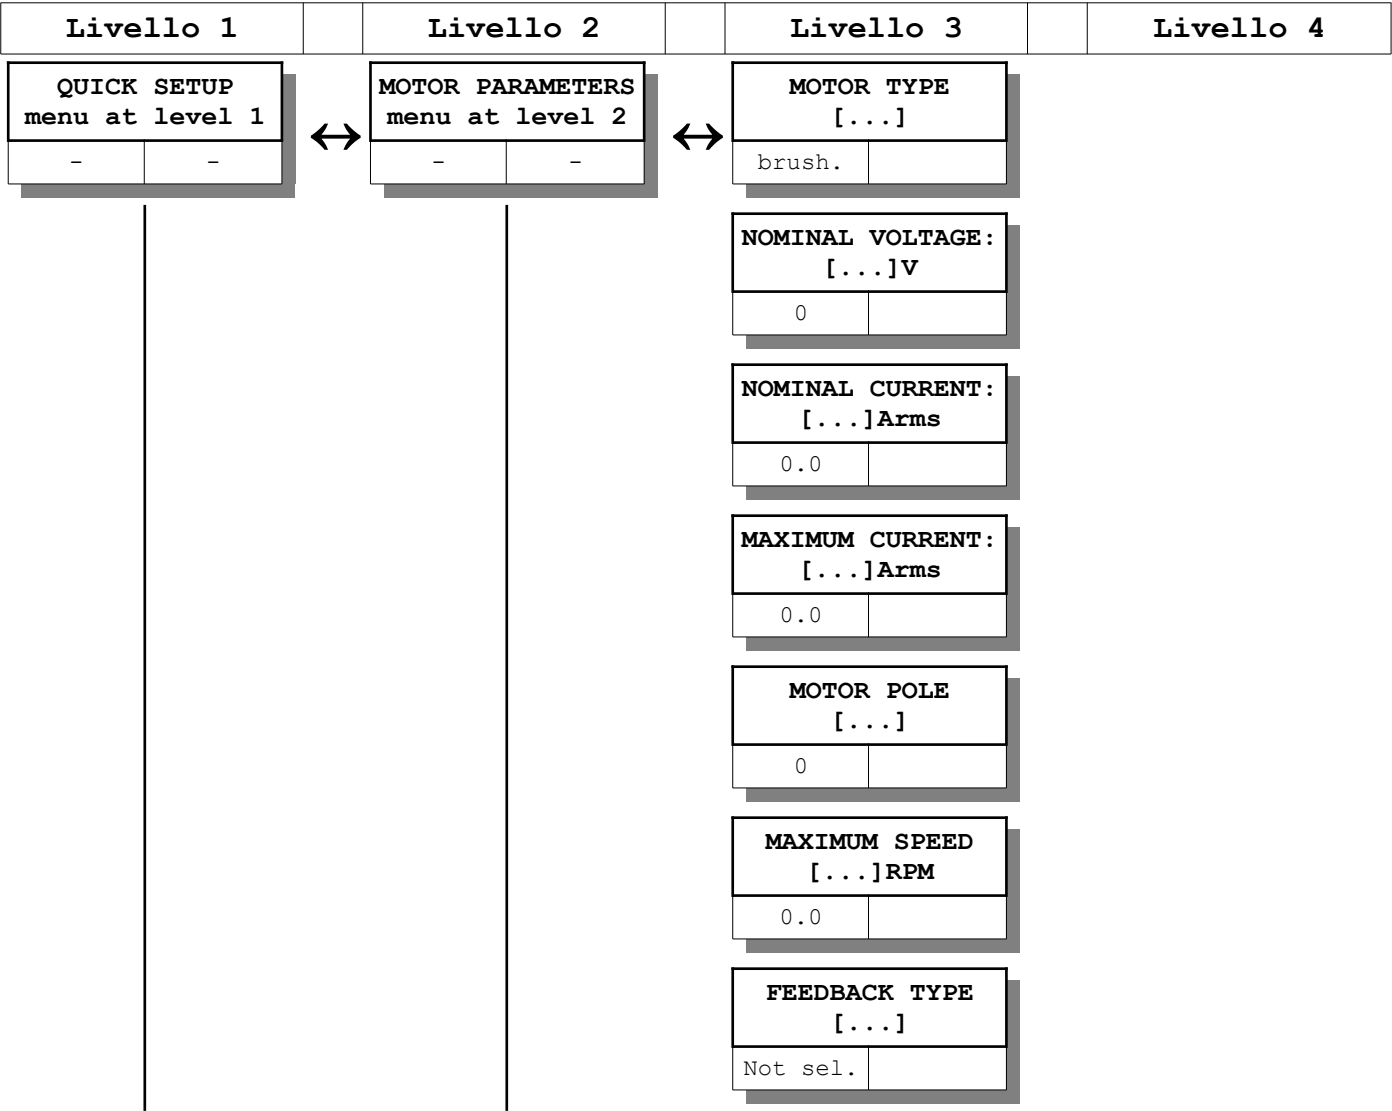 Livello 1 Livello 2 Livello 3 Livello 4
QUICK SETUP
menu at level 1
- -
MOTOR PARAMETERS
menu at level 2
- -
MOTOR TYPE
[...]
brush.
NOMINAL VOLTAGE:
[...]V
0
NOMINAL CURRENT:
[...]Arms
0.0
MAXIMUM CURRENT:
[...]Arms
0.0
MOTOR POLE
[...]
0
MAXIMUM SPEED
[...]RPM
0.0
FEEDBACK TYPE
[...]
Not sel.